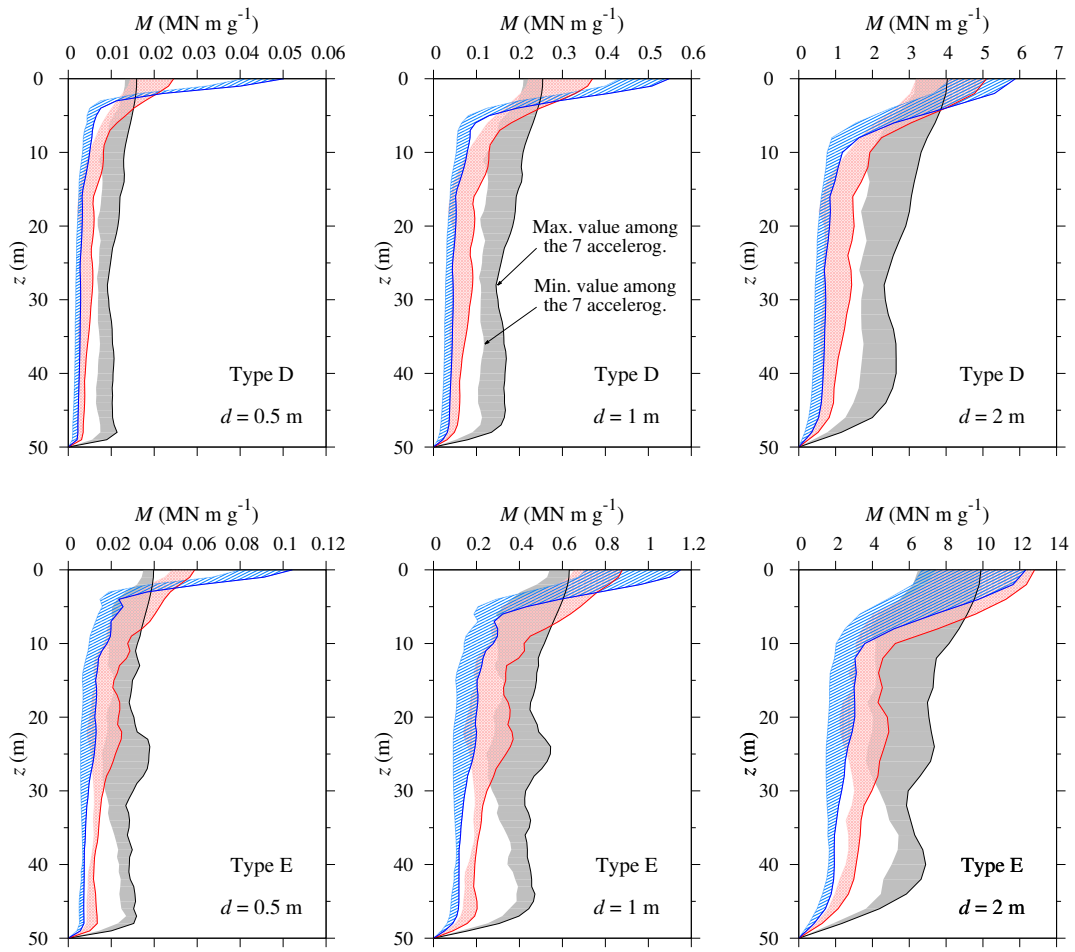 M (MN m g-1) M (MN m g-1) M (MN m g-1)
0 0.01 0.02 0.03 0.04 0.05 0.06 0 0.1 0.2 0.3 0.4 0.5 0.6 0 1 2 3 4 5 6 7
0
10
20
30
40
50
z (m)
Type D
d = 0.5 m
0
10
20
30
40
50
z (m)
Max. value among
the 7 accelerog.
Min. value among
the 7 accelerog.
Type D
d = 1 m
0
10
20
30
40
50
z (m)
Type D
d = 2 m
M (MN m g-1) M (MN m g-1) M (MN m g-1)
0 0.02 0.04 0.06 0.08 0.1 0.12 0 0.2 0.4 0.6 0.8 1 1.2 0 2 4 6 8 10 12 14
0
10
20
30
40
50
z (m)
Type E
d = 0.5 m
0
10
20
30
40
50
z (m)
Type E
d = 1 m
0
10
20
30
40
50
z (m)
Type E
d = 2 m